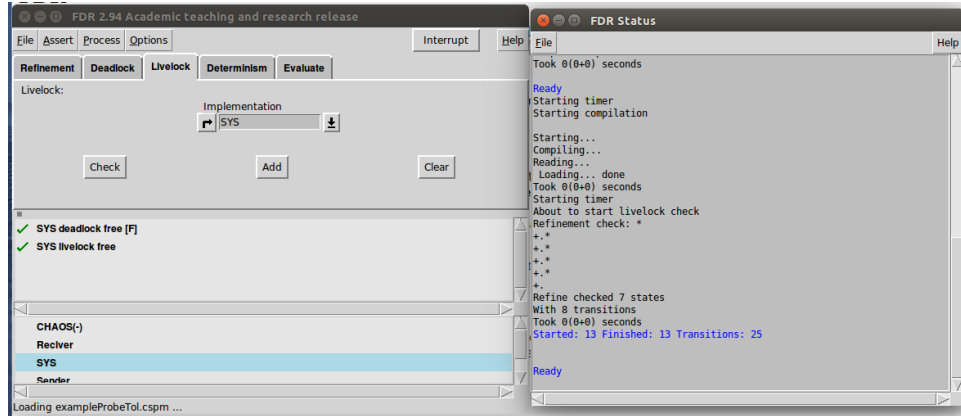 FDR 2.94 Academic teaching and research release
File Assert Process Options Interrupt Help
Refinement Deadlock Livelock Determinism Evaluate
Livelock:
Implementation
SYS
Check Add Clear
SYS deadlock free [F]
SYS livelock free
CHAOS(-)
Reciver
SYS
Sender
Loading exampleProbeTol.cspm ...
FDR Status
File Help
Took 0(0+0) seconds
Ready
Starting timer
Starting compilation
Starting...
Compiling...
Reading...
Loading... done
Took 0(0+0) seconds
Starting timer
About to start livelock check
Refinement check: *
+.*
+.*
+.*
+.*
+.
Refine checked 7 states
With 8 transitions
Took 0(0+0) seconds
Started: 13 Finished: 13 Transitions: 25
Ready